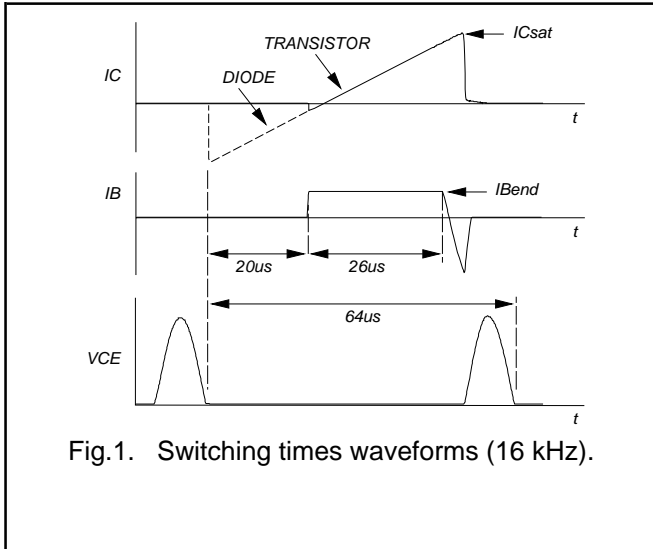 ICsat
TRANSISTOR
IC
DIODE
t
IB
IBend
t
20us
26us
64us
VCE
t
Fig.1. Switching times waveforms (16 kHz).